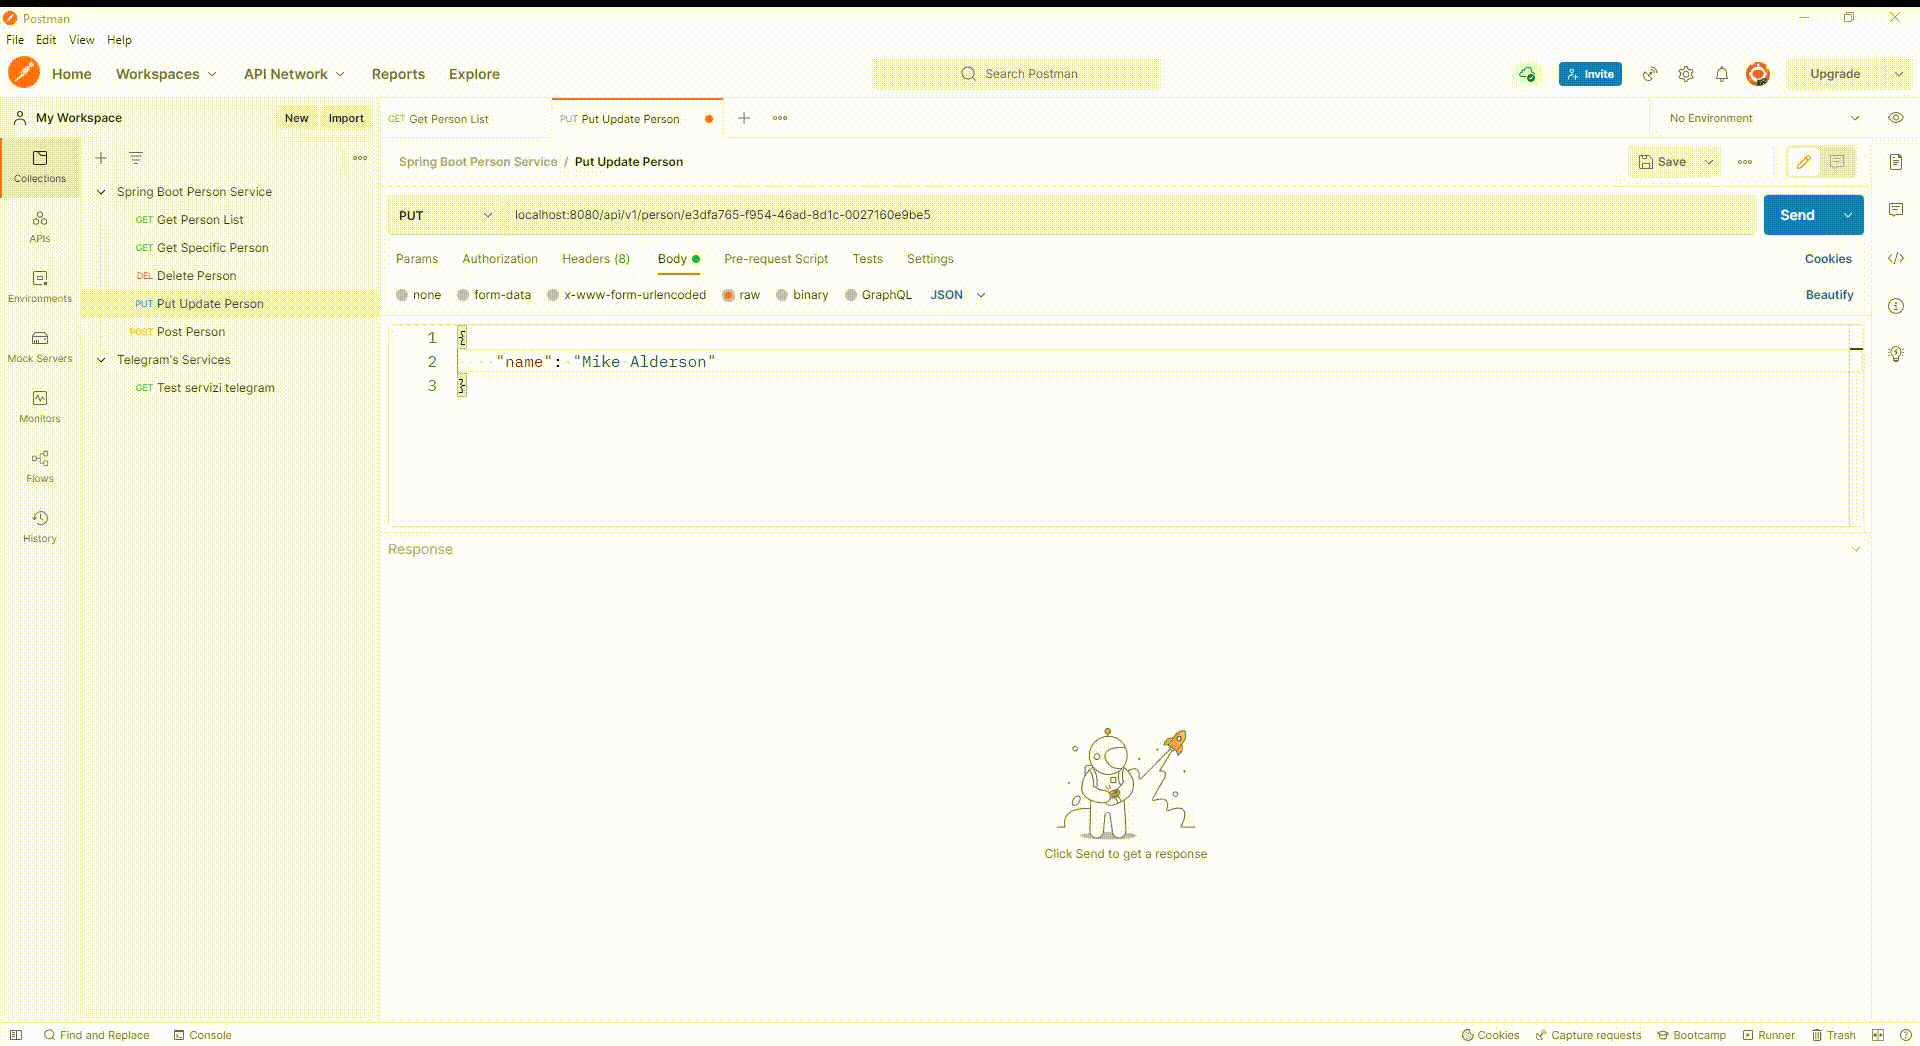 Postman
File Edit View Help
Home Workspaces API Network Reports Explore
Search Postman
Invite
Upgrade
My Workspace
New Import
GET Get Person List
PUT Put Update Person
No Environment
Collections
APIs
Environments
Mock Servers
Monitors
Flows
History
Spring Boot Person Service
GET Get Person List
GET Get Specific Person
DEL Delete Person
PUT Put Update Person
POST Post Person
Telegram's Services
GET Test servizi telegram
Spring Boot Person Service / Put Update Person
Save
PUT
localhost:8080/api/v1/person/e3dfa765-f954-46ad-8d1c-0027160e9be5
Send
Params Authorization Headers (8) Body Pre-request Script Tests Settings
Cookies
none form-data x-www-form-urlencoded raw binary GraphQL JSON
Beautify
1 {
2 "name": "Mike Alderson"
3 }
Response
Click Send to get a response
Find and Replace Console
Cookies Capture requests Bootcamp Runner Trash